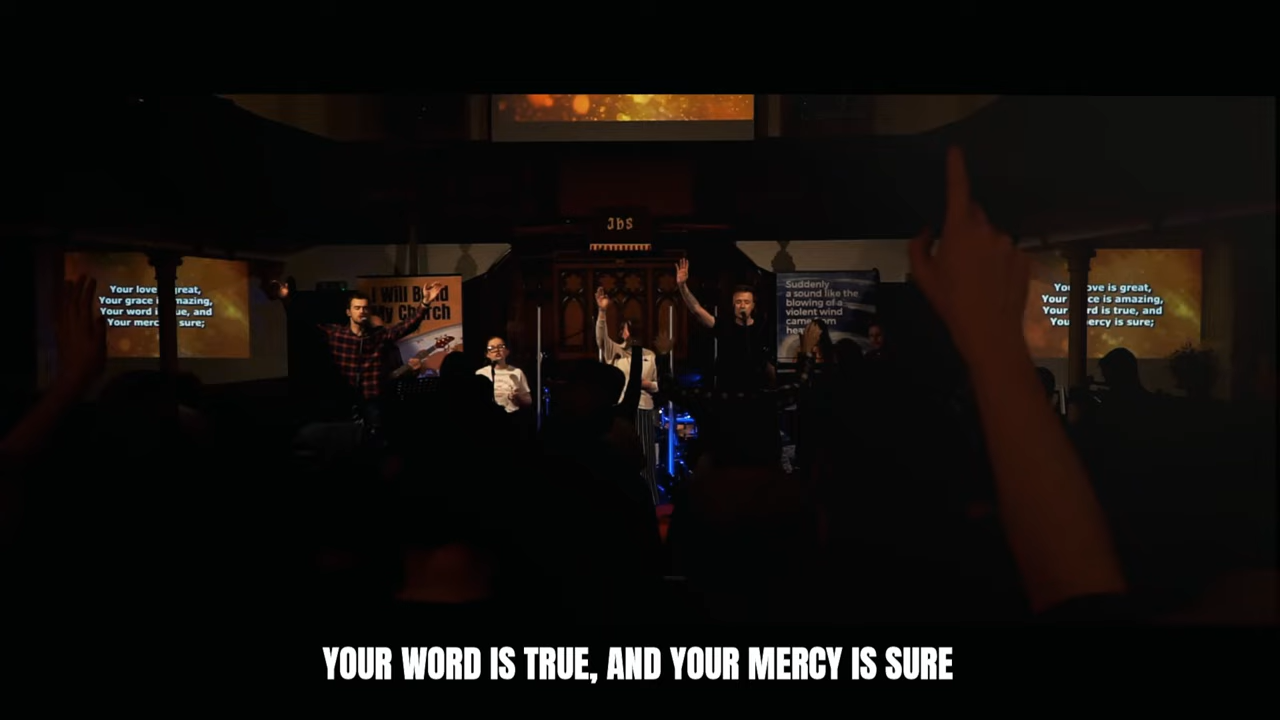 Jhs
Your love is great,
Your grace is amazing,
Your word is true, and
Your mercy is sure;
I Will Build
My Church
Suddenly
a sound like the
blowing of a
violent wind
came from
Your love is great,
Your grace is amazing,
Your word is true, and
Your mercy is sure;
YOUR WORD IS TRUE, AND YOUR MERCY IS SURE